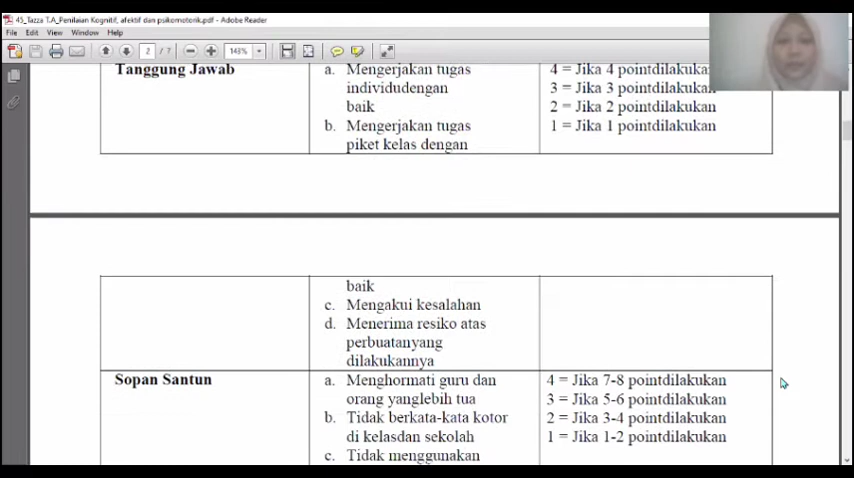 45_Tazza T.A_Penilaian Kognitif, afektif dan psikomotorik.pdf - Adobe Reader
File Edit View Window Help
2 / 7 143%
Tanggung Jawab
a. Mengerjakan tugas
individudengan
baik
b. Mengerjakan tugas
piket kelas dengan
4 = Jika 4 pointdilakuka
3 = Jika 3 pointdilakuka
2 = Jika 2 pointdilakukan
1 = Jika 1 pointdilakukan
baik
c. Mengakui kesalahan
d. Menerima resiko atas
perbuatanyang
dilakukannya
Sopan Santun
a. Menghormati guru dan
orang yanglebih tua
b. Tidak berkata-kata kotor
di kelasdan sekolah
c. Tidak menggunakan
4 = Jika 7-8 pointdilakukan
3 = Jika 5-6 pointdilakukan
2 = Jika 3-4 pointdilakukan
1 = Jika 1-2 pointdilakukan